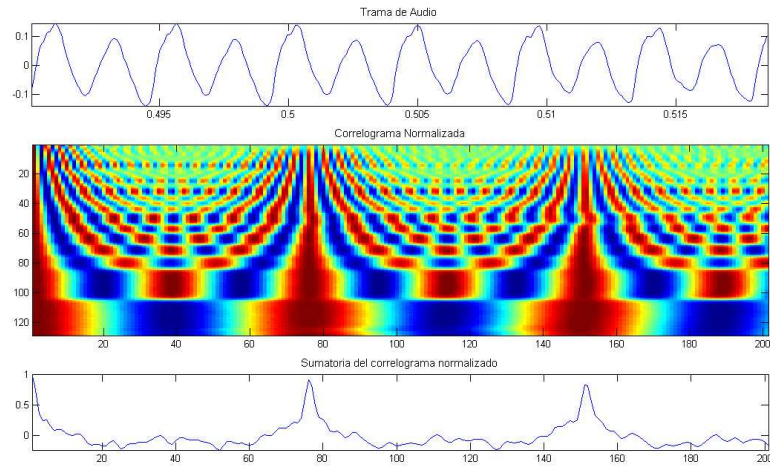 Trama de Audio
0.1
0
-0.1
0.495 0.5 0.505 0.51 0.515
Correlograma Normalizada
20
40
60
80
100
120
20 40 60 80 100 120 140 160 180 200
Sumatoria del correlograma normalizado
1
0.5
0
20 40 60 80 100 120 140 160 180 200